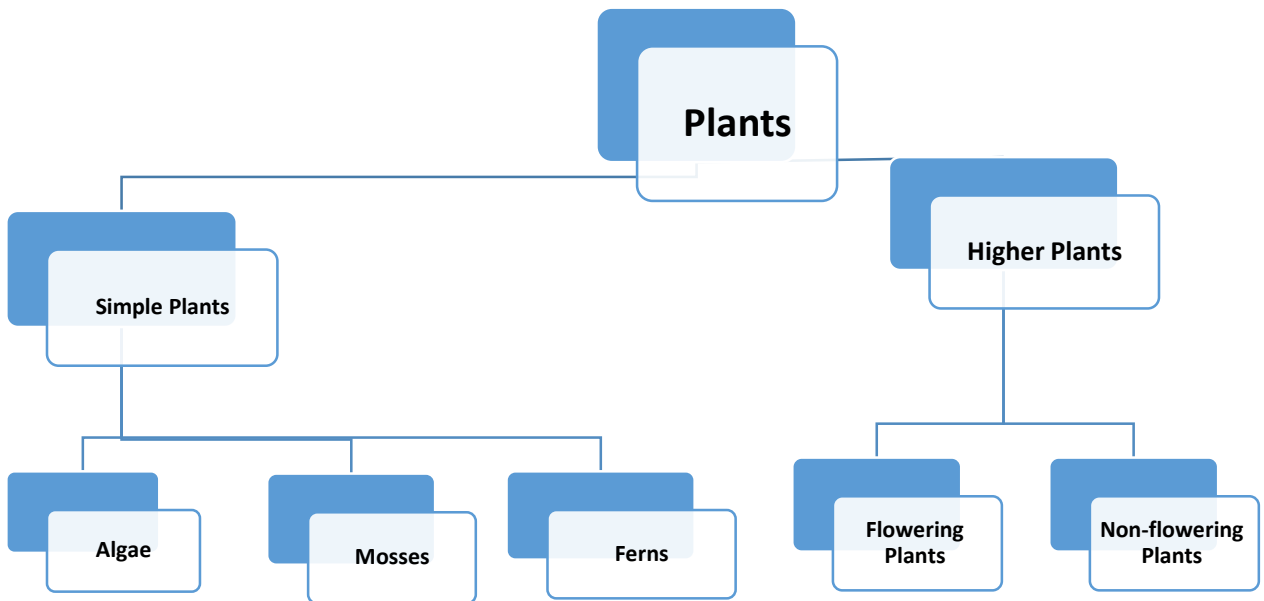 Plants
Higher Plants
Simple Plants
Algae
Mosses
Ferns
Flowering
Plants
Non-flowering
Plants